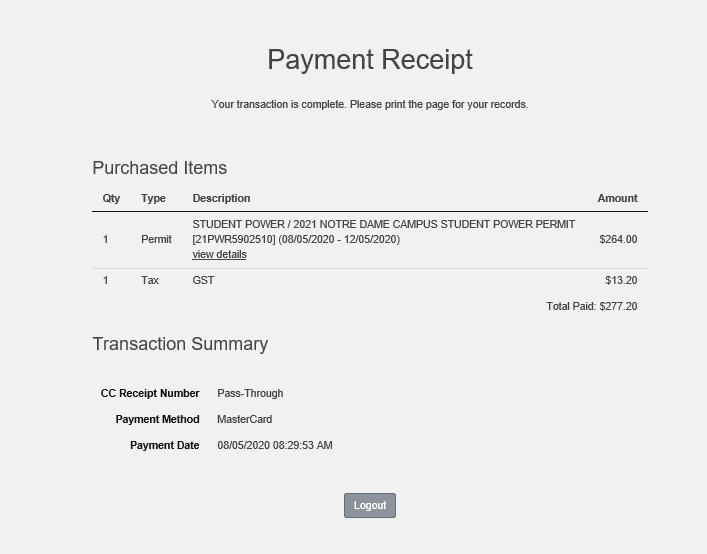 Payment Receipt
Your transaction is complete. Please print the page for your records.
Purchased Items
Qty Type Description Amount
STUDENT POWER / 2021 NOTRE DAME CAMPUS STUDENT POWER PERMIT
1 Permit [21PWR5902510] (08/05/2020 - 12/05/2020) $264.00
view details
1 Tax GST $13.20
Total Paid: $277.20
Transaction Summary
CC Receipt Number Pass-Through
Payment Method MasterCard
Payment Date 08/05/2020 08:29:53 AM
Logout